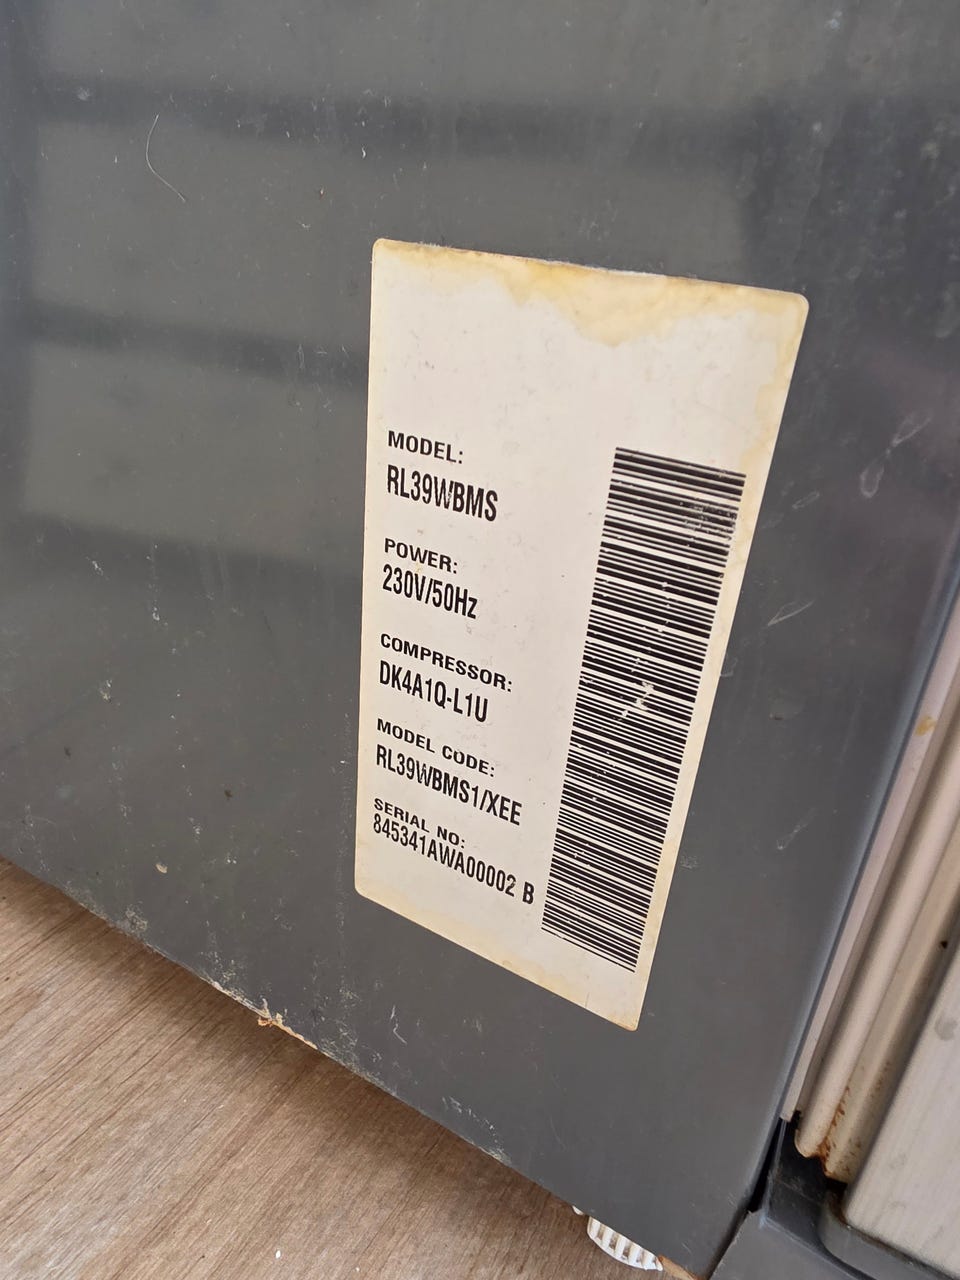 MODEL:
RL39WBMS
POWER:
230V/50Hz
COMPRESSOR:
DK4A1Q-L1U
MODEL CODE:
RL39WBMS1/XEE
SERIAL NO:
845341AWA00002 B